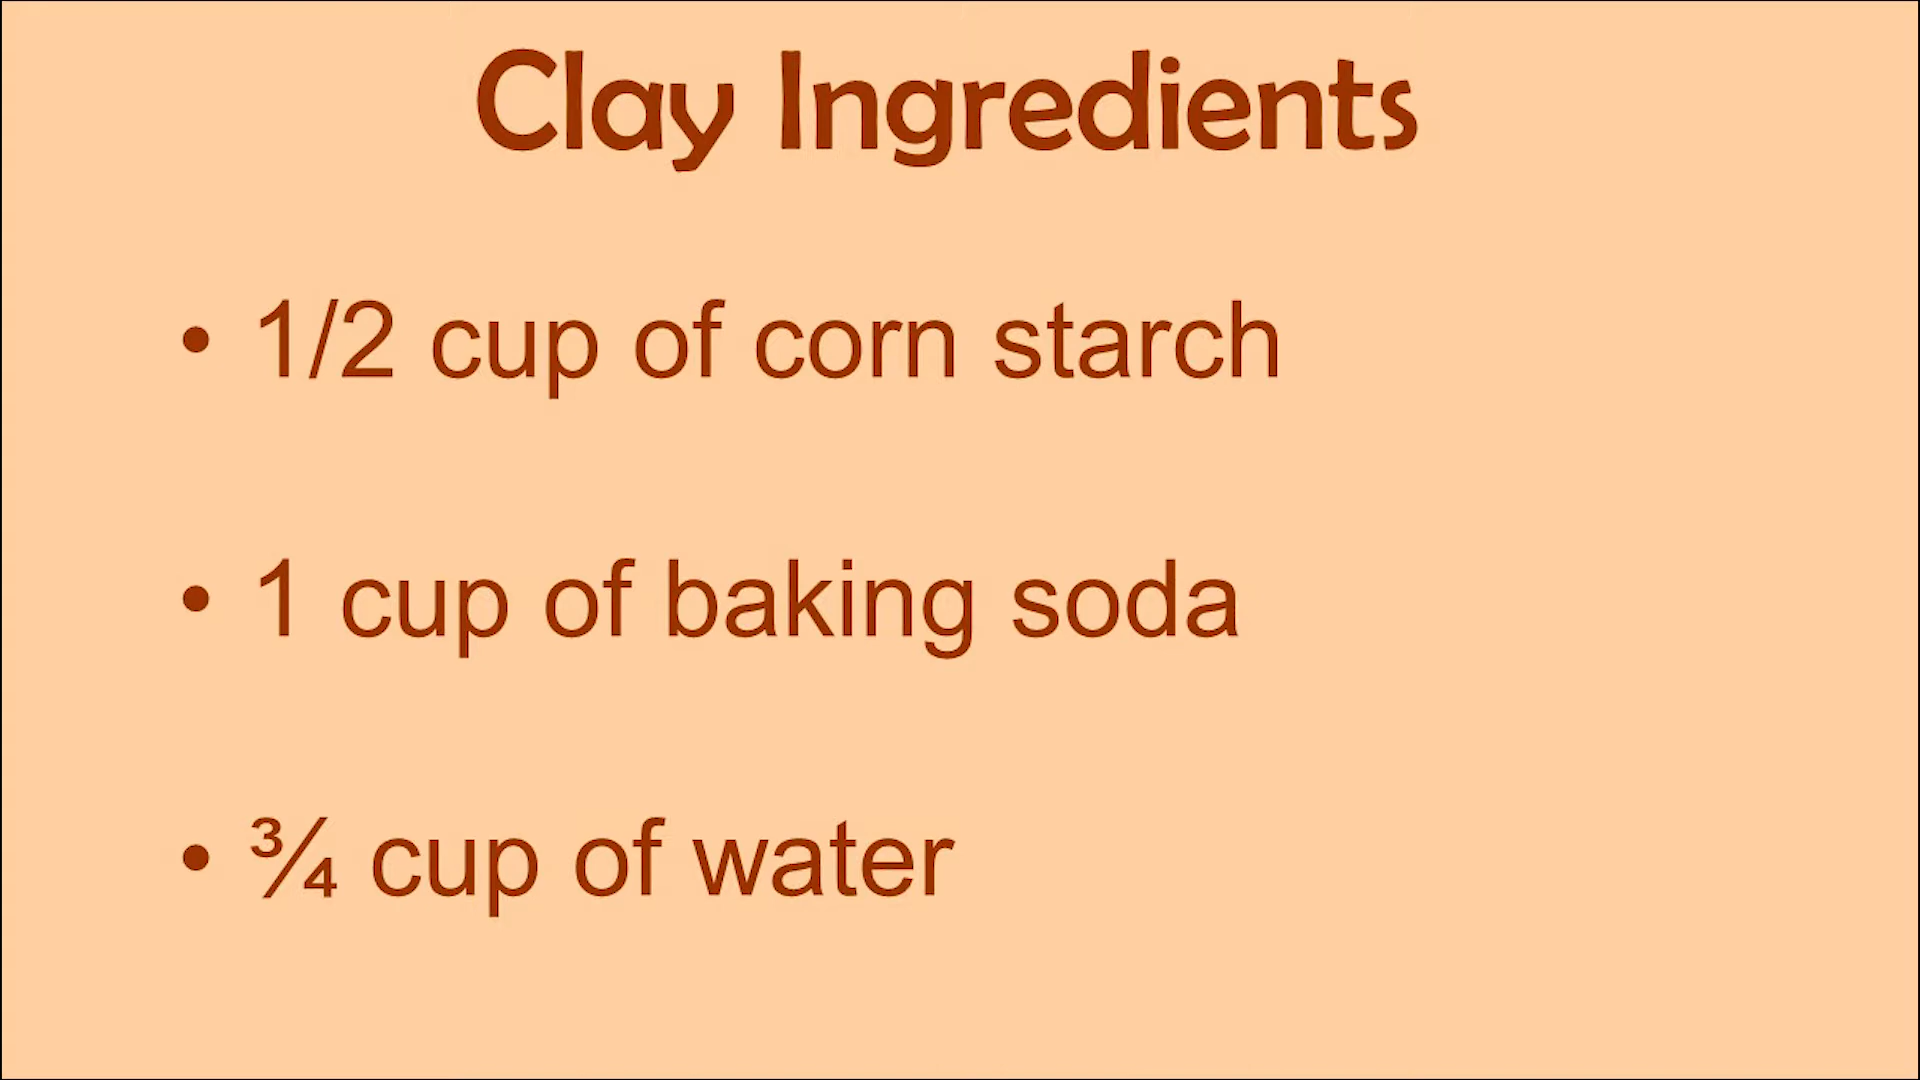 Clay Ingredients
• 1/2 cup of corn starch
• 1 cup of baking soda
• ¾ cup of water